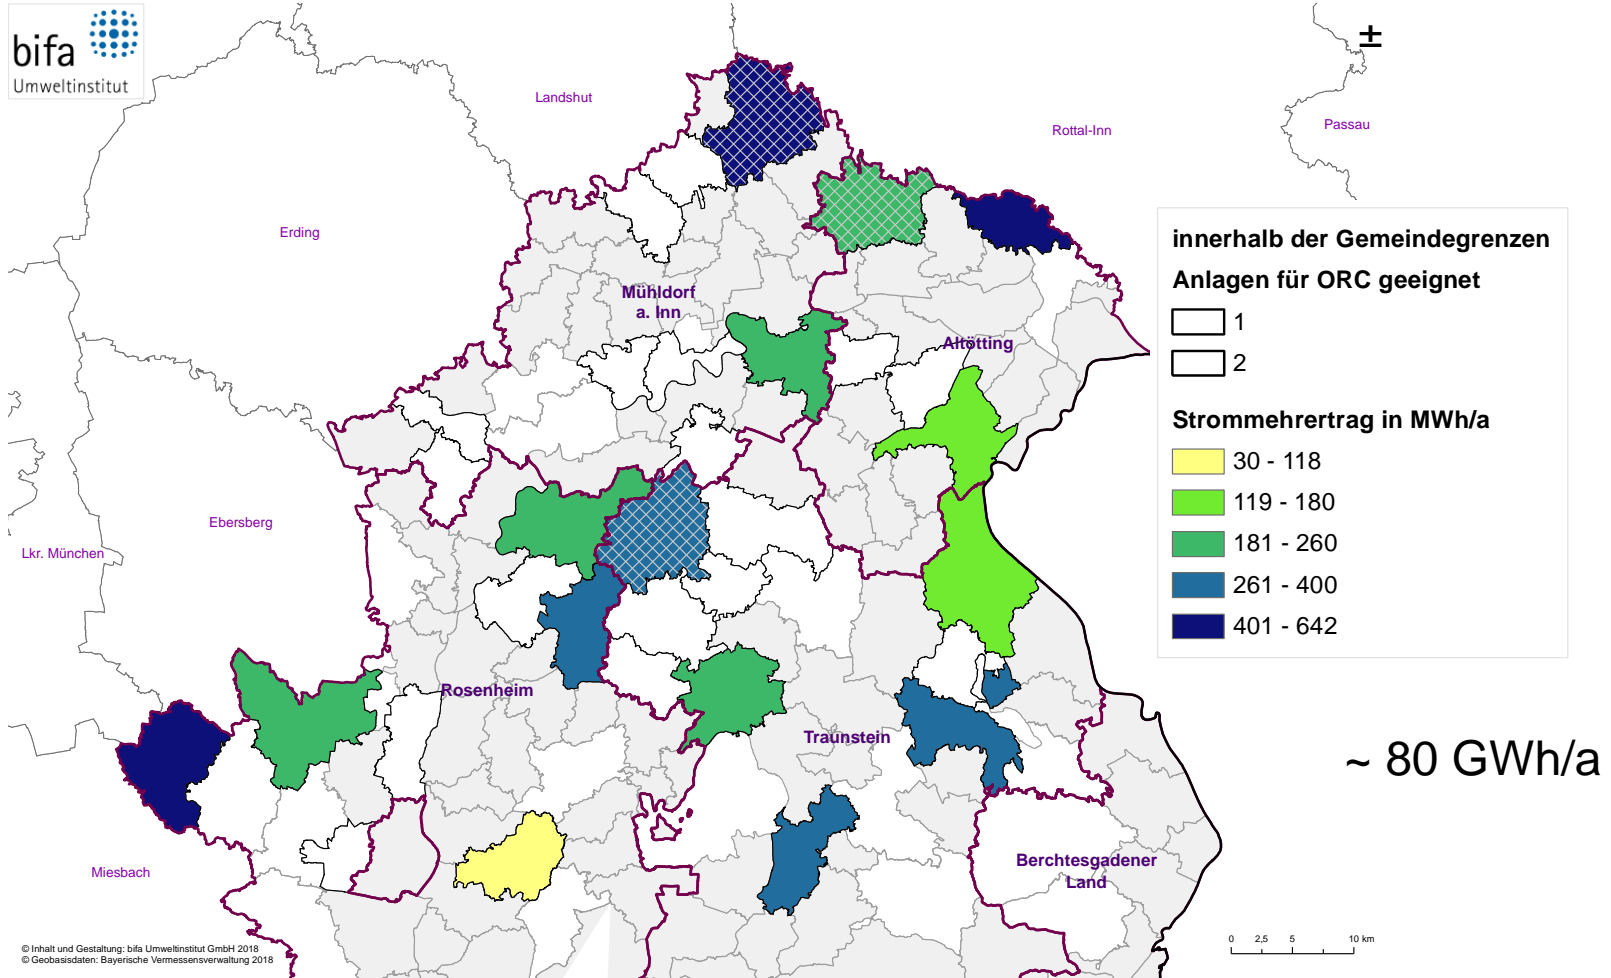 bifa
Umweltinstitut
±
Landshut
Rottal-Inn
Passau
Erding
innerhalb der Gemeindegrenzen
Anlagen für ORC geeignet
1
2
Strommehrertrag in MWh/a
30 - 118
119 - 180
181 - 260
261 - 400
401 - 642
Mühldorf
a. Inn
Altötting
Ebersberg
Lkr. München
Rosenheim
Traunstein
~ 80 GWh/a
Miesbach
Berchtesgadener
Land
0 2,5 5 10 km
© Inhalt und Gestaltung: bifa Umweltinstitut GmbH 2018
© Geobasisdaten: Bayerische Vermessensverwaltung 2018